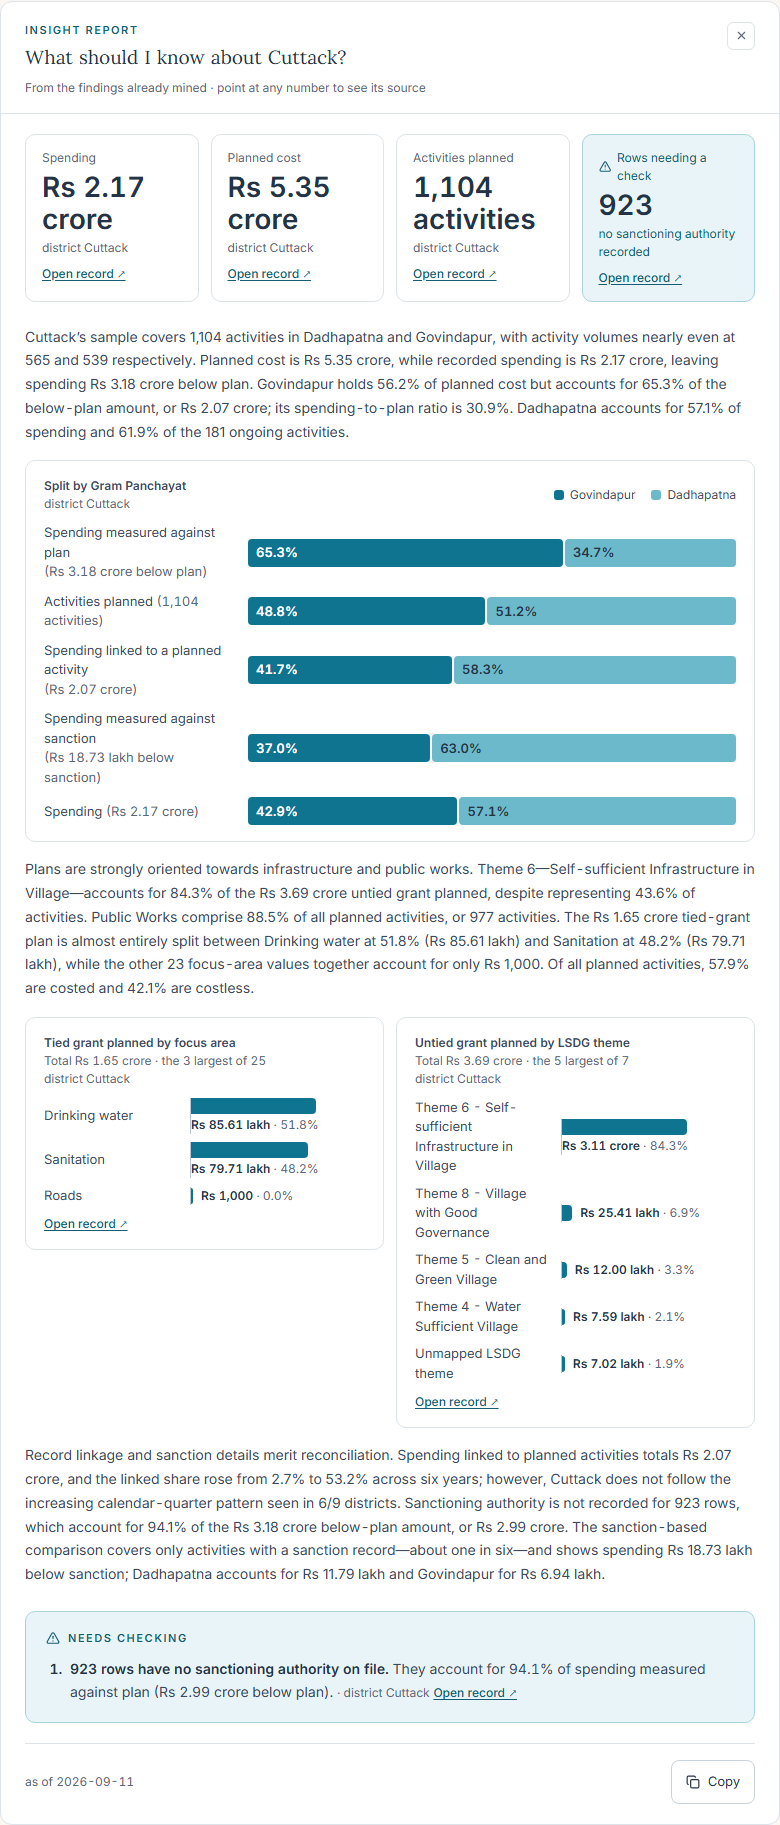 INSIGHT REPORT
What should I know about Cuttack?
From the findings already mined · point at any number to see its source
Spending
Rs 2.17
crore
district Cuttack
Open record ↗
Planned cost
Rs 5.35
crore
district Cuttack
Open record ↗
Activities planned
1,104
activities
district Cuttack
Open record ↗
Rows needing a
check
923
no sanctioning authority
recorded
Open record ↗
Cuttack’s sample covers 1,104 activities in Dadhapatna and Govindapur, with activity volumes nearly even at
565 and 539 respectively. Planned cost is Rs 5.35 crore, while recorded spending is Rs 2.17 crore, leaving
spending Rs 3.18 crore below plan. Govindapur holds 56.2% of planned cost but accounts for 65.3% of the
below-plan amount, or Rs 2.07 crore; its spending-to-plan ratio is 30.9%. Dadhapatna accounts for 57.1% of
spending and 61.9% of the 181 ongoing activities.
Split by Gram Panchayat
district Cuttack
Govindapur
Dadhapatna
Spending measured against
plan
(Rs 3.18 crore below plan)
65.3%
34.7%
Activities planned (1,104
activities)
48.8%
51.2%
Spending linked to a planned
activity
(Rs 2.07 crore)
41.7%
58.3%
Spending measured against
sanction
(Rs 18.73 lakh below
sanction)
37.0%
63.0%
Spending (Rs 2.17 crore)
42.9%
57.1%
Plans are strongly oriented towards infrastructure and public works. Theme 6—Self-sufficient Infrastructure in
Village—accounts for 84.3% of the Rs 3.69 crore untied grant planned, despite representing 43.6% of
activities. Public Works comprise 88.5% of all planned activities, or 977 activities. The Rs 1.65 crore tied-grant
plan is almost entirely split between Drinking water at 51.8% (Rs 85.61 lakh) and Sanitation at 48.2% (Rs 79.71
lakh), while the other 23 focus-area values together account for only Rs 1,000. Of all planned activities, 57.9%
are costed and 42.1% are costless.
Tied grant planned by focus area
Total Rs 1.65 crore · the 3 largest of 25
district Cuttack
Drinking water
Rs 85.61 lakh · 51.8%
Sanitation
Rs 79.71 lakh · 48.2%
Roads
Rs 1,000 · 0.0%
Open record ↗
Untied grant planned by LSDG theme
Total Rs 3.69 crore · the 5 largest of 7
district Cuttack
Theme 6 - Self-
sufficient
Infrastructure in
Village
Rs 3.11 crore · 84.3%
Theme 8 - Village
with Good
Governance
Rs 25.41 lakh · 6.9%
Theme 5 - Clean and
Green Village
Rs 12.00 lakh · 3.3%
Theme 4 - Water
Sufficient Village
Rs 7.59 lakh · 2.1%
Unmapped LSDG
theme
Rs 7.02 lakh · 1.9%
Open record ↗
Record linkage and sanction details merit reconciliation. Spending linked to planned activities totals Rs 2.07
crore, and the linked share rose from 2.7% to 53.2% across six years; however, Cuttack does not follow the
increasing calendar-quarter pattern seen in 6/9 districts. Sanctioning authority is not recorded for 923 rows,
which account for 94.1% of the Rs 3.18 crore below-plan amount, or Rs 2.99 crore. The sanction-based
comparison covers only activities with a sanction record—about one in six—and shows spending Rs 18.73 lakh
below sanction; Dadhapatna accounts for Rs 11.79 lakh and Govindapur for Rs 6.94 lakh.
NEEDS CHECKING
1. 923 rows have no sanctioning authority on file. They account for 94.1% of spending measured
against plan (Rs 2.99 crore below plan). · district Cuttack Open record ↗
as of 2026-09-11
Copy